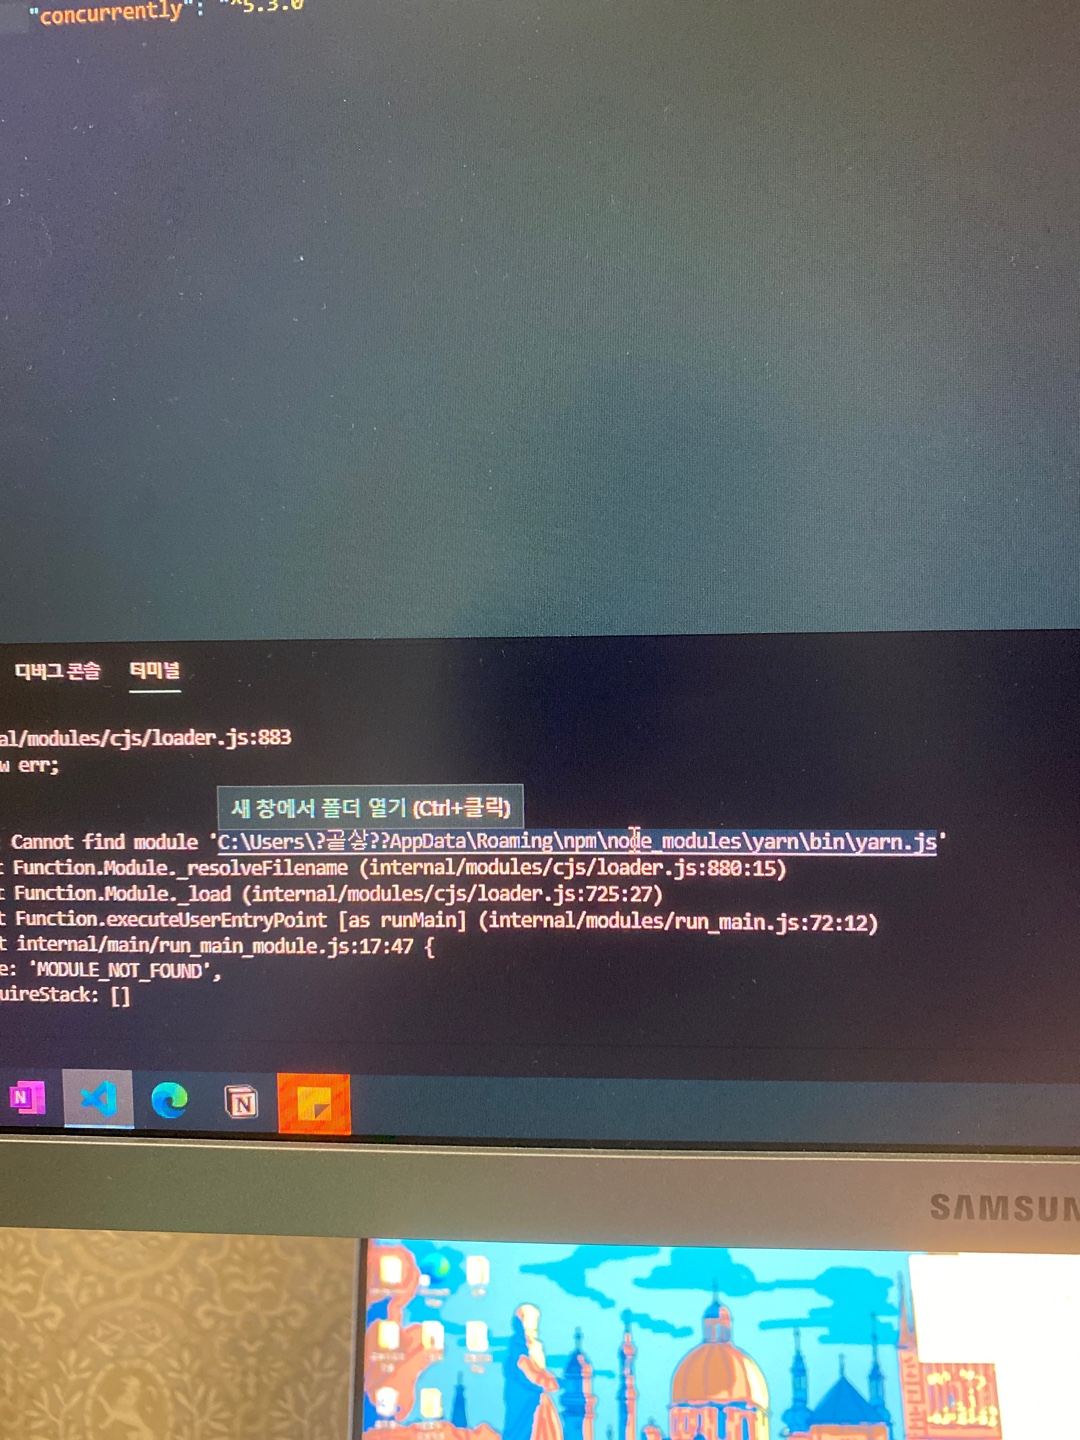 "concurrently": "^5.3.0
디버그 콘솔 터미널
al/modules/cjs/loader.js:883
w err;
새 창에서 폴더 열기 (Ctrl+클릭)
Cannot find module 'C:\Users\?곹샇??AppData\Roaming\npm\node_modules\yarn\bin\yarn.js'
t Function.Module._resolveFilename (internal/modules/cjs/loader.js:880:15)
t Function.Module._load (internal/modules/cjs/loader.js:725:27)
t Function.executeUserEntryPoint [as runMain] (internal/modules/run_main.js:72:12)
t internal/main/run_main_module.js:17:47 {
e: 'MODULE_NOT_FOUND',
uireStack: []
N
N
SAMSUN